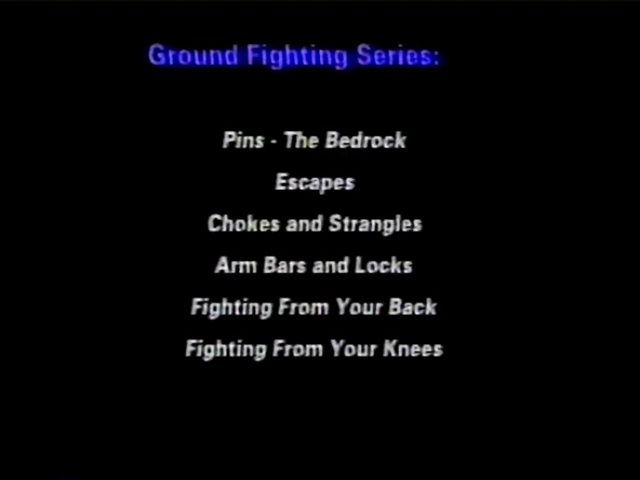 Ground Fighting Series:
Pins - The Bedrock
Escapes
Chokes and Strangles
Arm Bars and Locks
Fighting From Your Back
Fighting From Your Knees